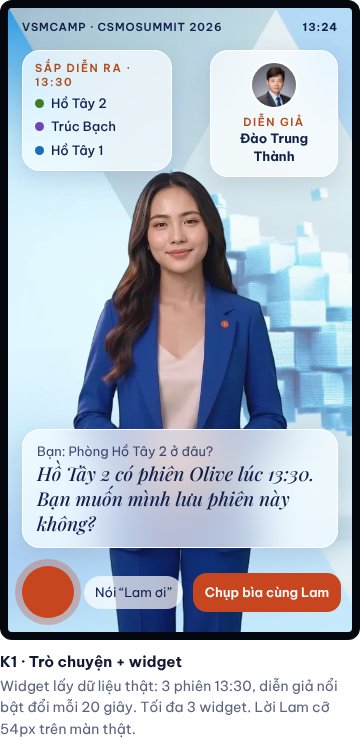 VSMCAMP · CSMOSUMMIT 2026
13:24
SẮP DIỄN RA ·
13:30
Hồ Tây 2
Trúc Bạch
Hồ Tây 1
DIỄN GIẢ
Đào Trung
Thành
Bạn: Phòng Hồ Tây 2 ở đâu?
Hồ Tây 2 có phiên Olive lúc 13:30.
Bạn muốn mình lưu phiên này
không?
Nói “Lam ơi”
Chụp bìa cùng Lam
K1 · Trò chuyện + widget
Widget lấy dữ liệu thật: 3 phiên 13:30, diễn giả nổi
bật đổi mỗi 20 giây. Tối đa 3 widget. Lời Lam cỡ
54px trên màn thật.